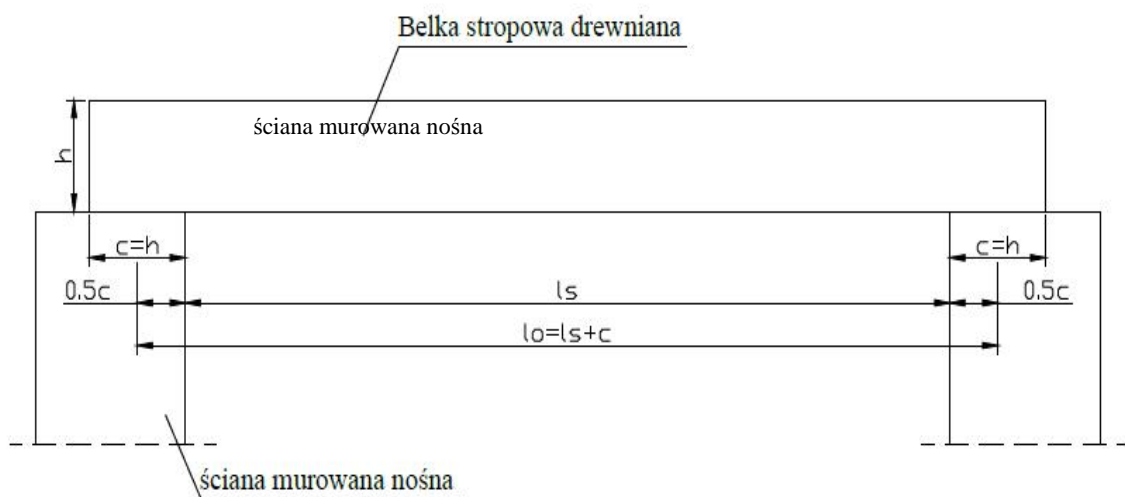 Belka stropowa drewniana
ściana murowana nośna
h
c=h
c=h
0.5c
ls
0.5c
lo=ls+c
ściana murowana nośna